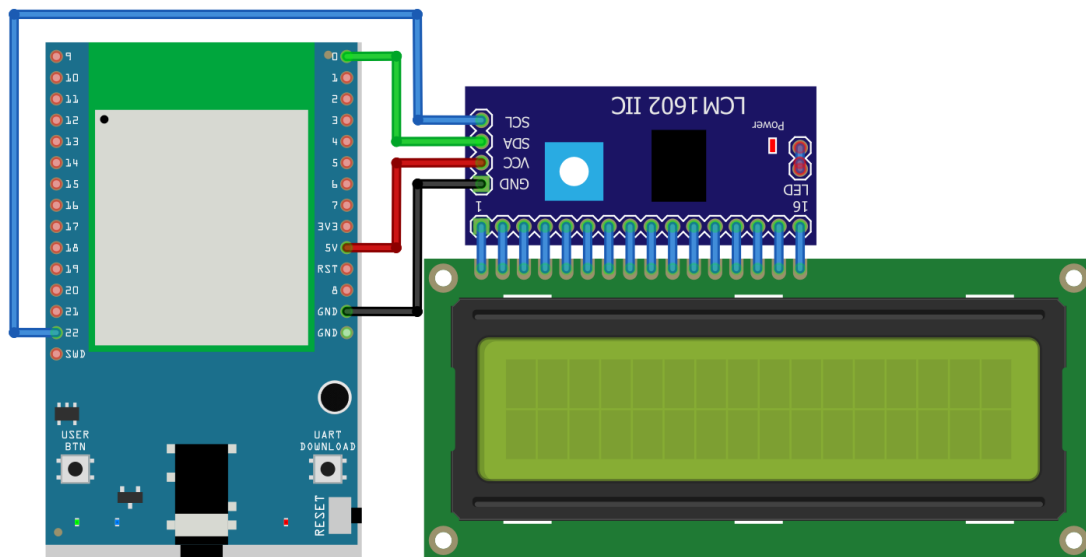 9
10
11
12
13
14
15
16
17
18
19
20
21
22
SWD
0
1
2
3
4
5
6
7
3V3
5V
RST
8
GND
GND
USER
BTN
UART
DOWNLOAD
RESET
LCM1602 IIC
SCL
SDA
VCC
GND
Power
LED
1
16